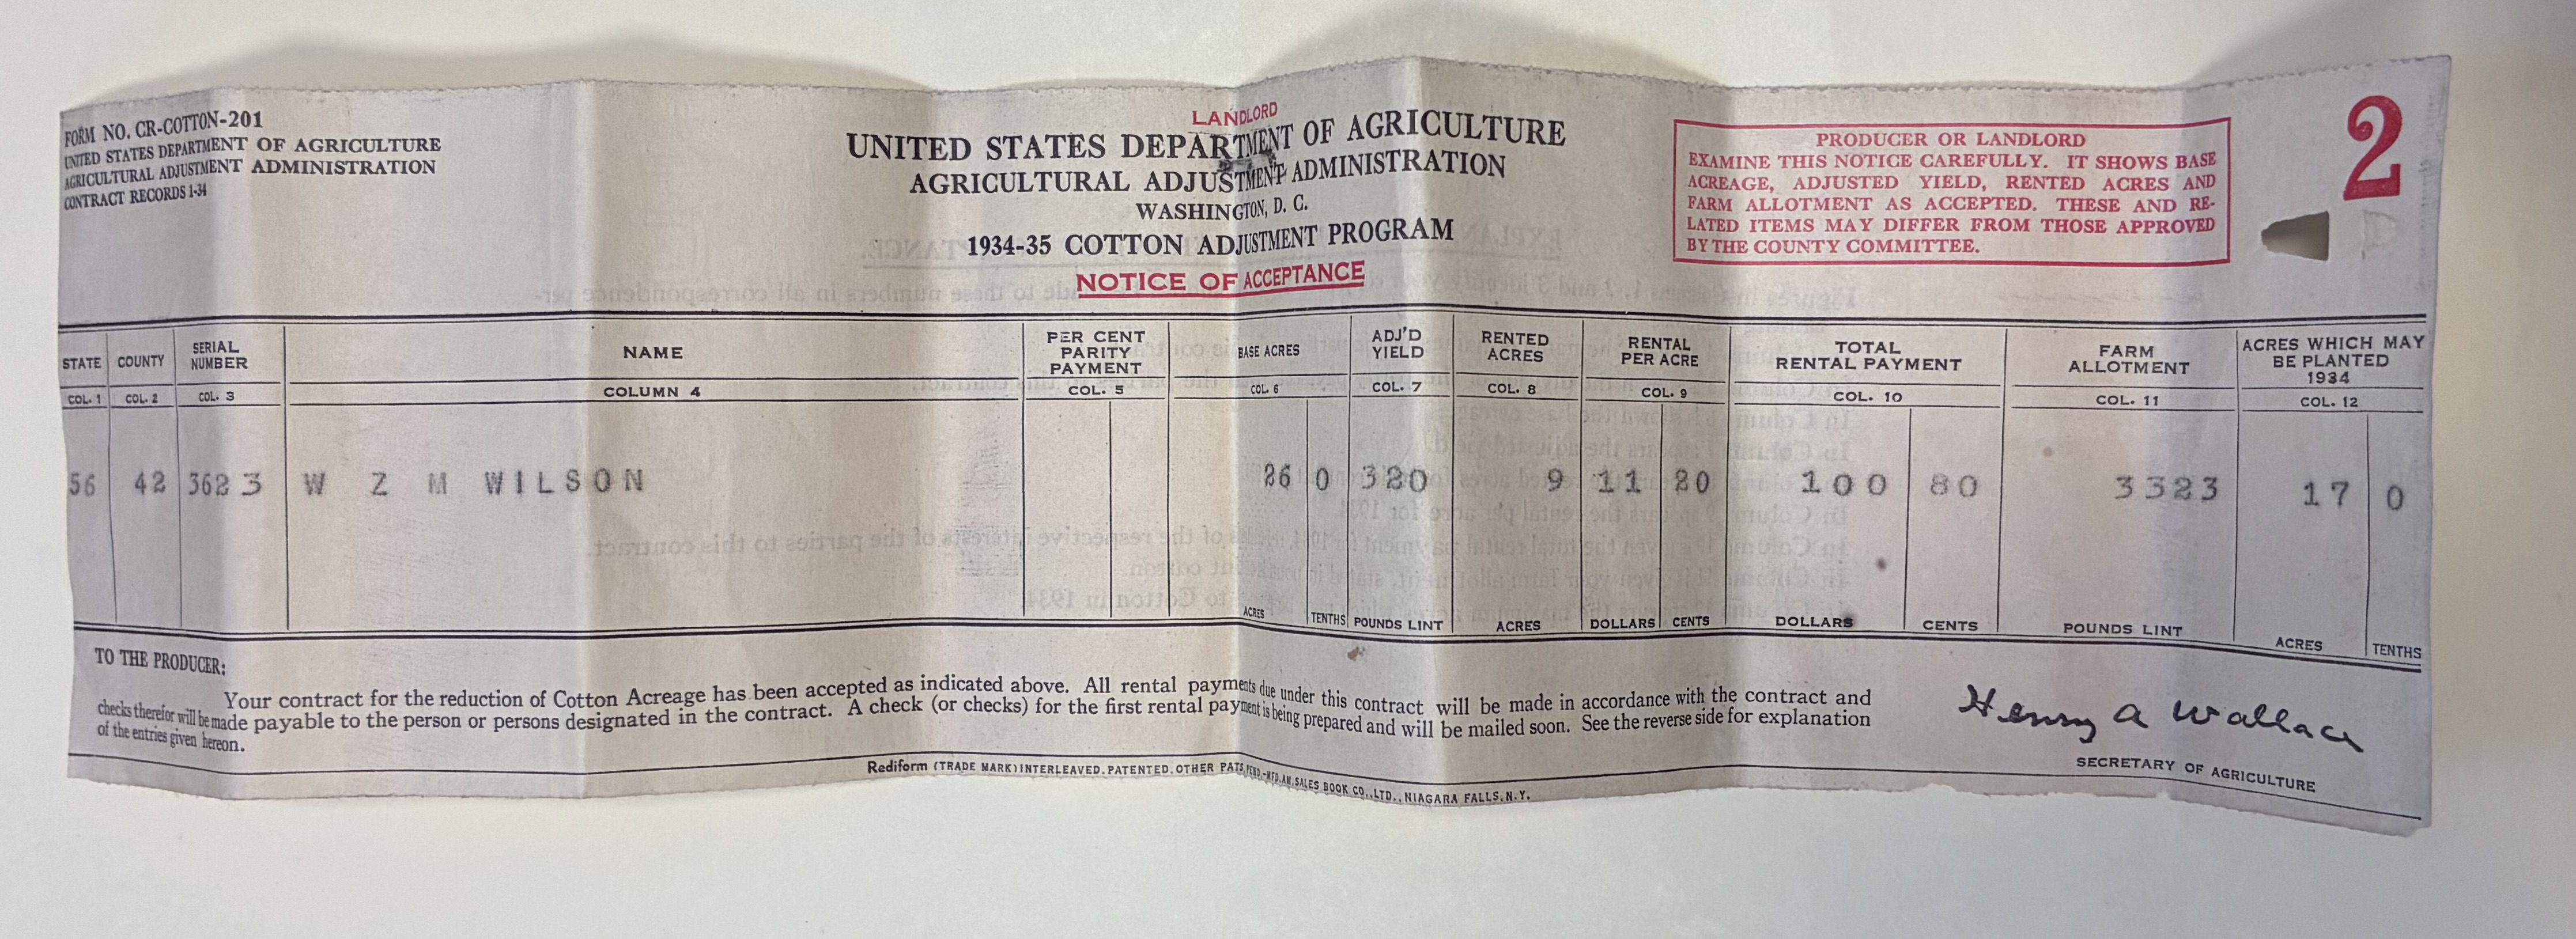 FORM NO. CR-COTTON-201
UNITED STATES DEPARTMENT OF AGRICULTURE
AGRICULTURAL ADJUSTMENT ADMINISTRATION
CONTRACT RECORDS 1-34
LANDLORD
UNITED STATES DEPARTMENT OF AGRICULTURE
AGRICULTURAL ADJUSTMENT ADMINISTRATION
WASHINGTON, D. C.
1934-35 COTTON ADJUSTMENT PROGRAM
NOTICE OF ACCEPTANCE
PRODUCER OR LANDLORD
EXAMINE THIS NOTICE CAREFULLY. IT SHOWS BASE
ACREAGE, ADJUSTED YIELD, RENTED ACRES AND
FARM ALLOTMENT AS ACCEPTED. THESE AND RE-
LATED ITEMS MAY DIFFER FROM THOSE APPROVED
BY THE COUNTY COMMITTEE.
2
STATE COUNTY SERIAL NUMBER NAME PER CENT PARITY PAYMENT BASE ACRES ADJ'D YIELD RENTED ACRES RENTAL PER ACRE TOTAL RENTAL PAYMENT FARM ALLOTMENT ACRES WHICH MAY BE PLANTED 1934
COL. 1 COL. 2 COL. 3 COLUMN 4 COL. 5 COL. 6 COL. 7 COL. 8 COL. 9 COL. 10 COL. 11 COL. 12
56 42 3623 W Z M WILSON 26 0 320 9 11 20 100 80 3323 17 0
ACRES TENTHS POUNDS LINT ACRES DOLLARS CENTS DOLLARS CENTS POUNDS LINT ACRES TENTHS
TO THE PRODUCER:
Your contract for the reduction of Cotton Acreage has been accepted as indicated above. All rental payments due under this contract will be made in accordance with the contract and
checks therefor will be made payable to the person or persons designated in the contract. A check (or checks) for the first rental payment is being prepared and will be mailed soon. See the reverse side for explanation
of the entries given hereon.
Henry A Wallace
SECRETARY OF AGRICULTURE
Rediform (TRADE MARK) INTERLEAVED. PATENTED. OTHER PATS. PEND.-MFD. AM. SALES BOOK CO., LTD., NIAGARA FALLS, N.Y.